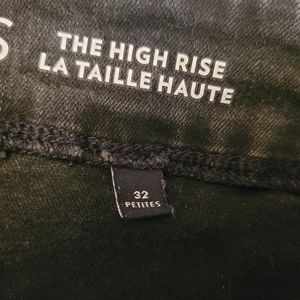 S
THE HIGH RISE
LA TAILLE HAUTE
32
PETITES